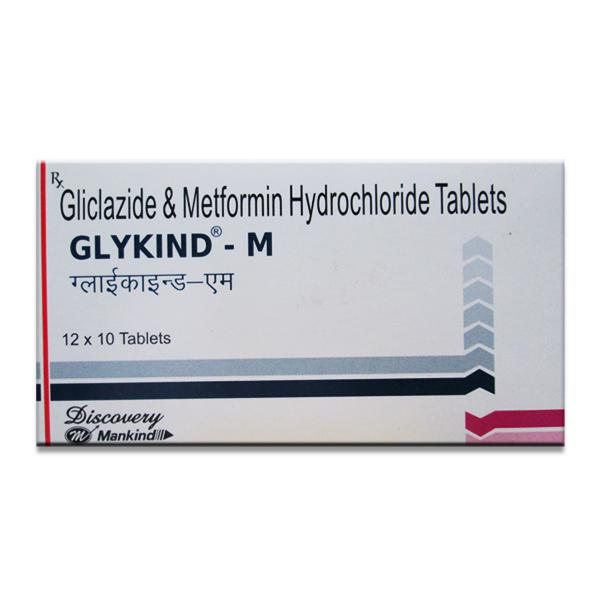 Rx
Gliclazide & Metformin Hydrochloride Tablets
GLYKIND® - M
ग्लाईकाइन्ड–एम
12 x 10 Tablets
Discovery
M Mankind